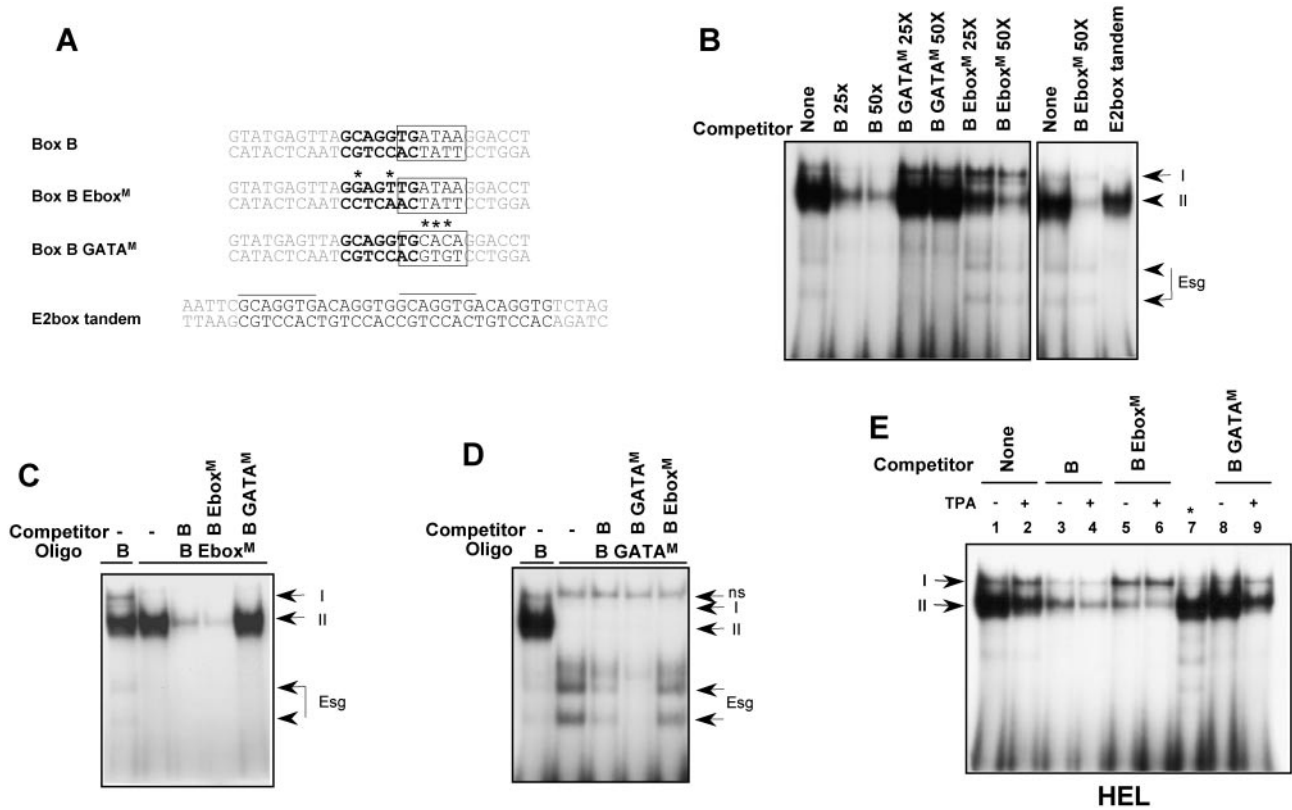 A
Box B
GTATGAGTTAGCAGGTGATAAGGACCT
CATACTCAATCGTCCACTATTCCTGGA
* *
Box B Ebox^M
GTATGAGTTAGGAGTTGATAAGGACCT
CATACTCAATCCTCAACTATTCCTGGA
***
Box B GATA^M
GTATGAGTTAGCAGGTGCACAGGACCT
CATACTCAATCGTCCACGTGTCCTGGA
E2box tandem
AATTCGCAGGTGACAGGTGGCAGGTGACAGGTGTCTAG
TTAAGCGTCCACTGTCCACCGTCCACTGTCCACAGATC
B
Competitor
None
B 25x
B 50x
B GATA^M 25X
B GATA^M 50X
B Ebox^M 25X
B Ebox^M 50X
None
B Ebox^M 50X
E2box tandem
I
II
Esg
C
Competitor - - B B Ebox^M B GATA^M
Oligo B B Ebox^M
I
II
Esg
D
Competitor - - B B GATA^M B Ebox^M
Oligo B B GATA^M
ns
I
II
Esg
E
Competitor None B B Ebox^M B GATA^M
TPA - + - + - + * - +
1 2 3 4 5 6 7 8 9
I
II
HEL